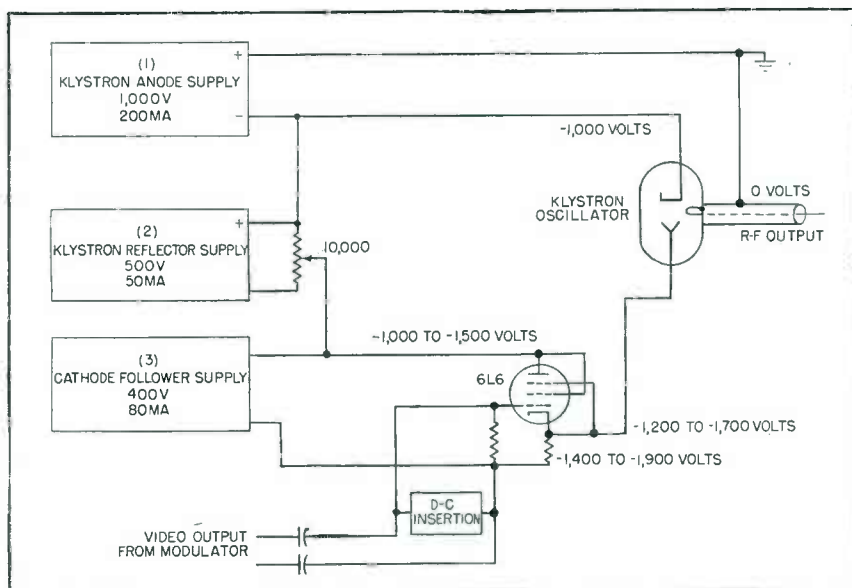 (1)
KLYSTRON ANODE SUPPLY
1,000V
200MA
+
-
-1,000 VOLTS
KLYSTRON
OSCILLATOR
0 VOLTS
R-F OUTPUT
(2)
KLYSTRON REFLECTOR SUPPLY
500V
50MA
+
10,000
(3)
CATHODE FOLLOWER SUPPLY
400V
80MA
-1,000 TO -1,500 VOLTS
6L6
-1,200 TO -1,700 VOLTS
-1,400 TO -1,900 VOLTS
D-C
INSERTION
VIDEO OUTPUT
FROM MODULATOR